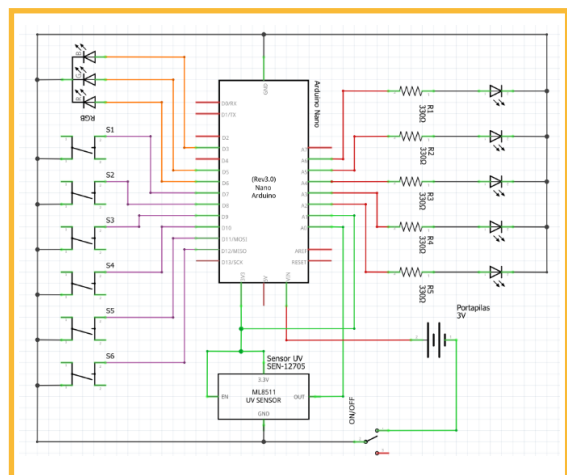 B
G
R
RGB
S1
S2
S3
S4
S5
S6
GND
Arduino Nano
D0/RX
D1/TX
D2
D3
D4
D5
D6
D7
D8
D9
D10
D11/MOSI
D12/MISO
D13/SCK
(Rev3.0)
Nano
Arduino
A7
A6
A5
A4
A3
A2
A1
A0
AREF
RESET
3V3
5V
VIN
R1
330Ω
R2
330Ω
R3
330Ω
R4
330Ω
R5
330Ω
Portapilas
3V
Sensor UV
SEN-12705
3.3V
EN
ML8511
UV SENSOR
OUT
GND
ON/OFF